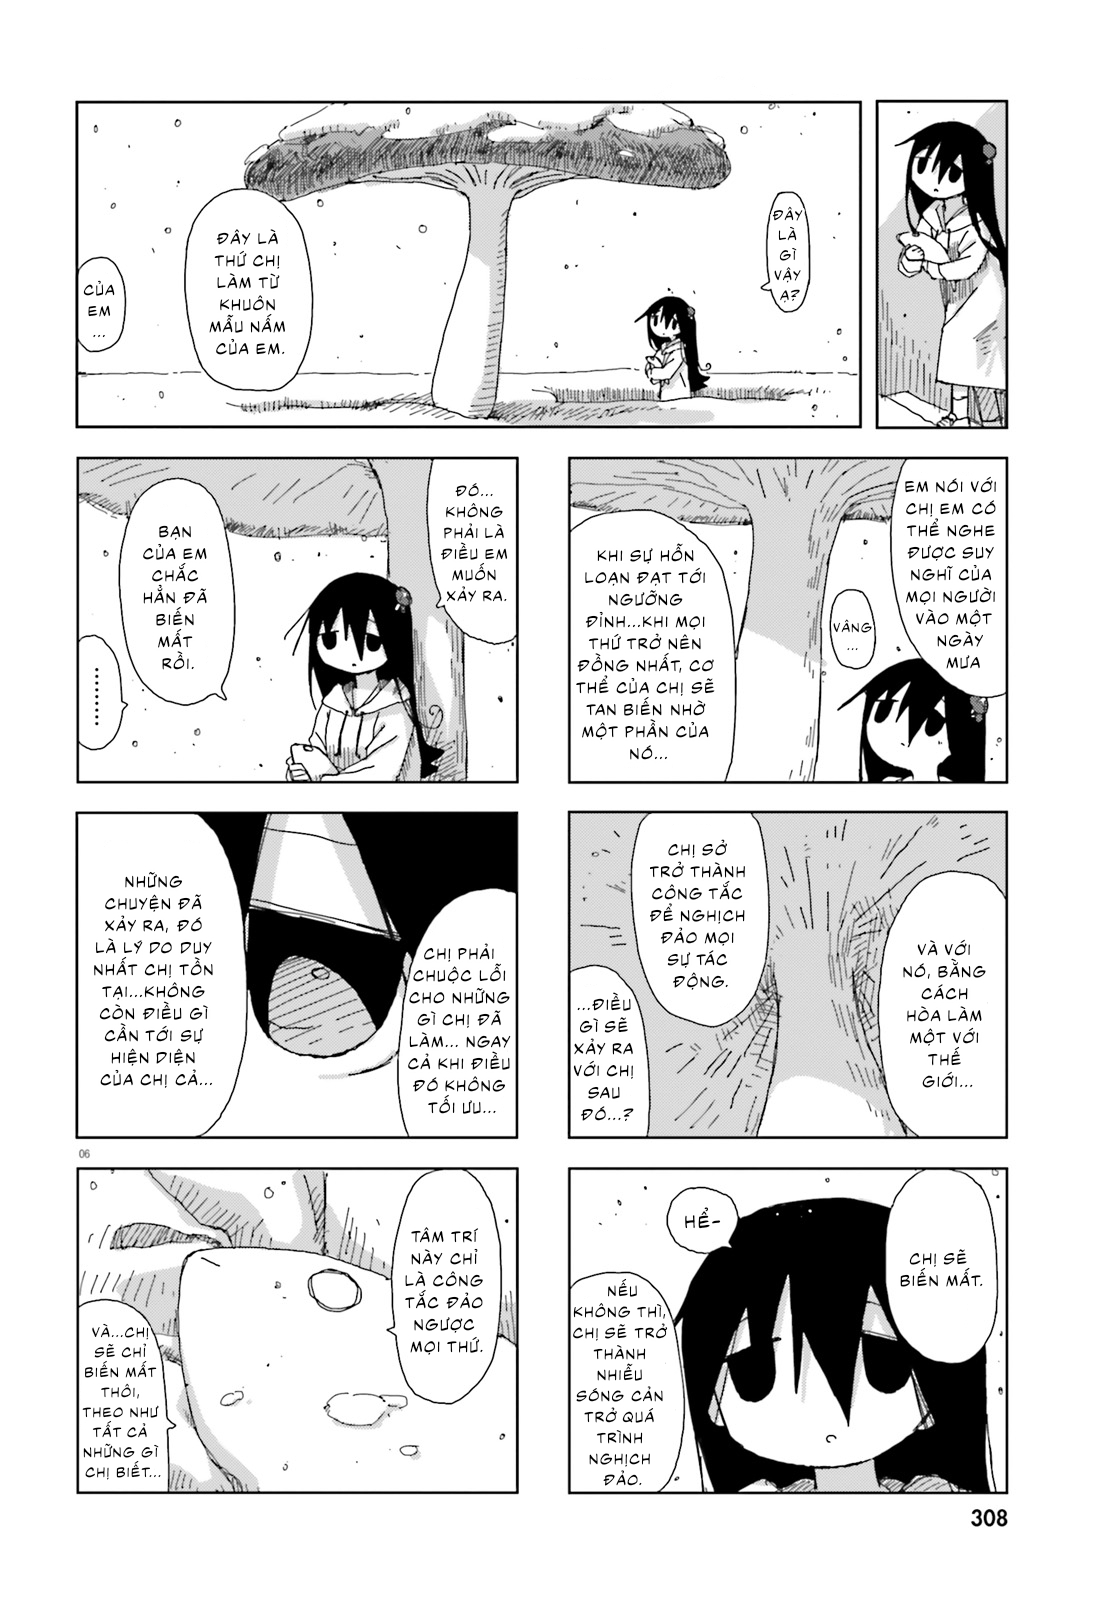 ĐÂY
LÀ
GÌ
VẬY
Ạ?
ĐÂY LÀ
THỨ CHỊ
LÀM TỪ
KHUÔN
MẪU NẤM
CỦA EM.
CỦA
EM
...
EM NÓI VỚI
CHỊ EM CÓ
THỂ NGHE
ĐƯỢC SUY
NGHĨ CỦA
MỌI NGƯỜI
VÀO MỘT
NGÀY
MƯA
VÂNG
...
KHI SỰ HỖN
LOẠN ĐẠT TỚI
NGƯỠNG
ĐỈNH...KHI MỌI
THỨ TRỞ NÊN
ĐỒNG NHẤT, CƠ
THỂ CỦA CHỊ SẼ
TAN BIẾN NHỜ
MỘT PHẦN CỦA
NÓ...
ĐÓ...
KHÔNG
PHẢI LÀ
ĐIỀU EM
MUỐN
XẢY RA.
BẠN
CỦA EM
CHẮC
HẲN ĐÃ
BIẾN
MẤT
RỒI.
........
VÀ VỚI
NÓ, BẰNG
CÁCH
HÒA LÀM
MỘT VỚI
THẾ
GIỚI...
CHỊ SỞ
TRỞ THÀNH
CÔNG TẮC
ĐỂ NGHỊCH
ĐẢO MỌI
SỰ TÁC
ĐỘNG.
...ĐIỀU
GÌ SẼ
XẢY RA
VỚI CHỊ
SAU
ĐÓ...?
CHỊ PHẢI
CHUỘC LỖI
CHO NHỮNG
GÌ CHỊ ĐÃ
LÀM... NGAY
CẢ KHI ĐIỀU
ĐÓ KHÔNG
TỐI ƯU...
NHỮNG
CHUYỆN ĐÃ
XẢY RA, ĐÓ
LÀ LÝ DO DUY
NHẤT CHỊ TỒN
TẠI...KHÔNG
CÒN ĐIỀU GÌ
CẦN TỚI SỰ
HIỆN DIỆN
CỦA CHỊ CẢ...
06
CHỊ SẼ
BIẾN MẤT.
HỂ-
NẾU
KHÔNG THÌ,
CHỊ SẼ TRỞ
THÀNH
NHIỄU
SÓNG CẢN
TRỞ QUÁ
TRÌNH
NGHỊCH
ĐẢO.
TÂM TRÍ
NÀY CHỈ
LÀ CÔNG
TẮC ĐẢO
NGƯỢC
MỌI THỨ.
VÀ...CHỊ
SẼ CHỈ
BIẾN MẤT
THÔI,
THEO NHƯ
TẤT CẢ
NHỮNG GÌ
CHỊ BIẾT...
308